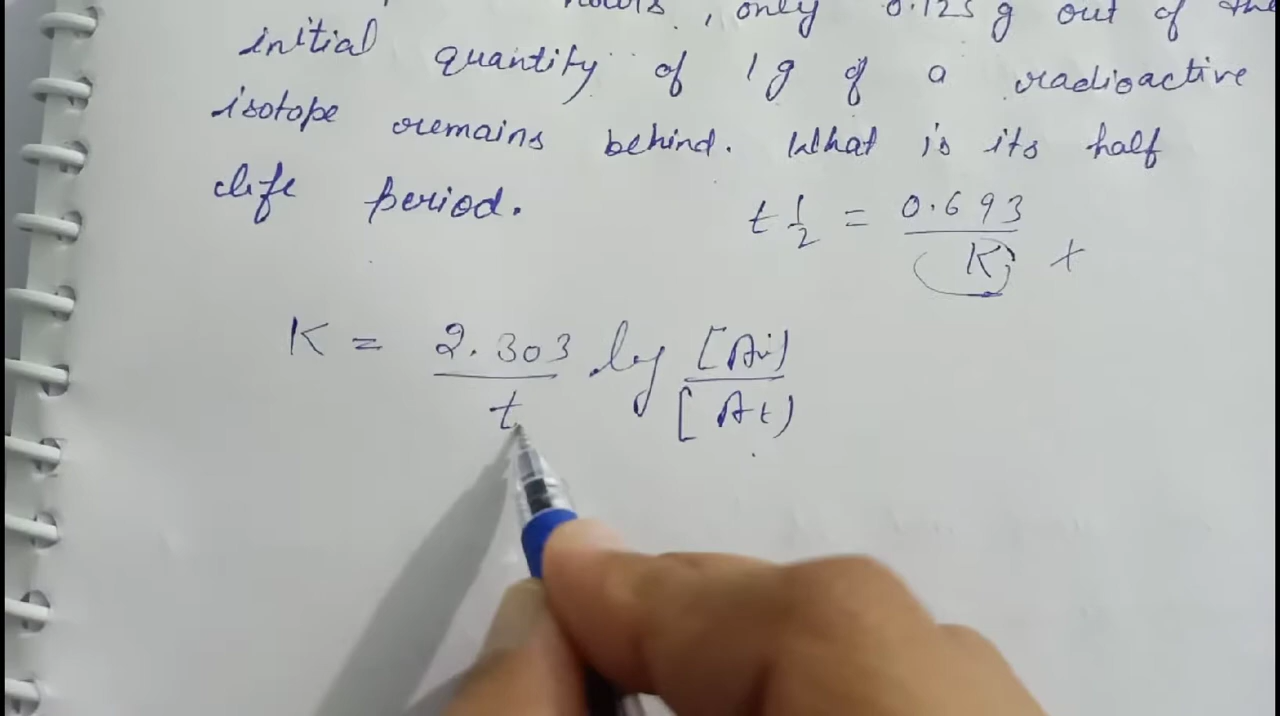 hours, only 0.125 g out of the
initial quantity of 1g of a radioactive
isotope remains behind. What is its half
life period.
t 1/2 = 0.693 / K
K = 2.303 / t log [Ai) / [At)